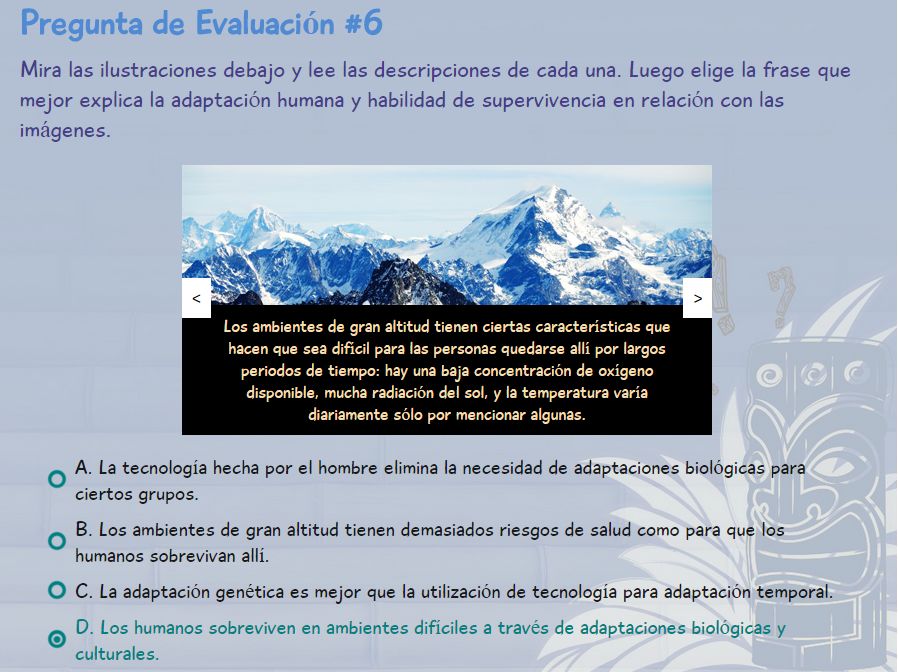 Pregunta de Evaluación #6
Mira las ilustraciones debajo y lee las descripciones de cada una. Luego elige la frase que
mejor explica la adaptación humana y habilidad de supervivencia en relación con las
imágenes.
< >
Los ambientes de gran altitud tienen ciertas características que
hacen que sea difícil para las personas quedarse allí por largos
periodos de tiempo: hay una baja concentración de oxígeno
disponible, mucha radiación del sol, y la temperatura varía
diariamente sólo por mencionar algunas.
A. La tecnología hecha por el hombre elimina la necesidad de adaptaciones biológicas para
ciertos grupos.
B. Los ambientes de gran altitud tienen demasiados riesgos de salud como para que los
humanos sobrevivan allí.
C. La adaptación genética es mejor que la utilización de tecnología para adaptación temporal.
D. Los humanos sobreviven en ambientes difíciles a través de adaptaciones biológicas y
culturales.